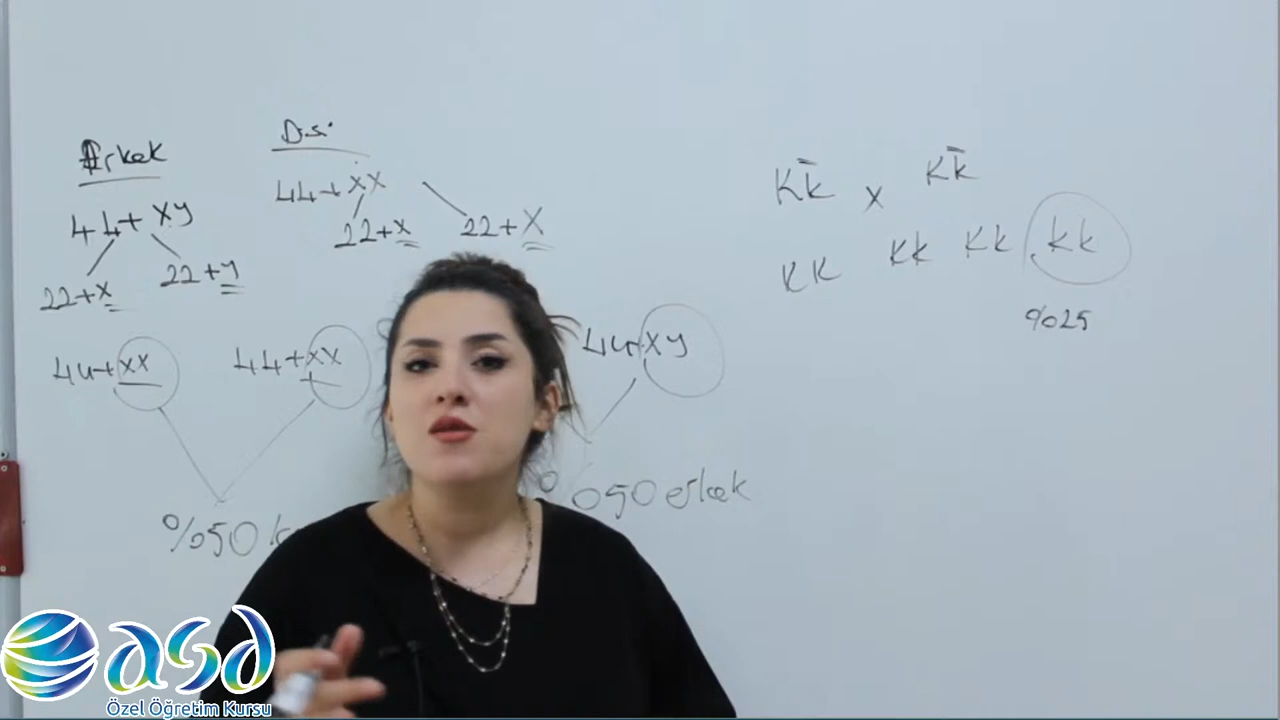 Erkek
44+xy
22+x 22+y
Dişi
44+xx
22+x 22+x
44+xx 44+xx 44+xy
%50
%50 erkek
Kk x Kk
KK Kk Kk kk
%25
asd
Özel Öğretim Kursu